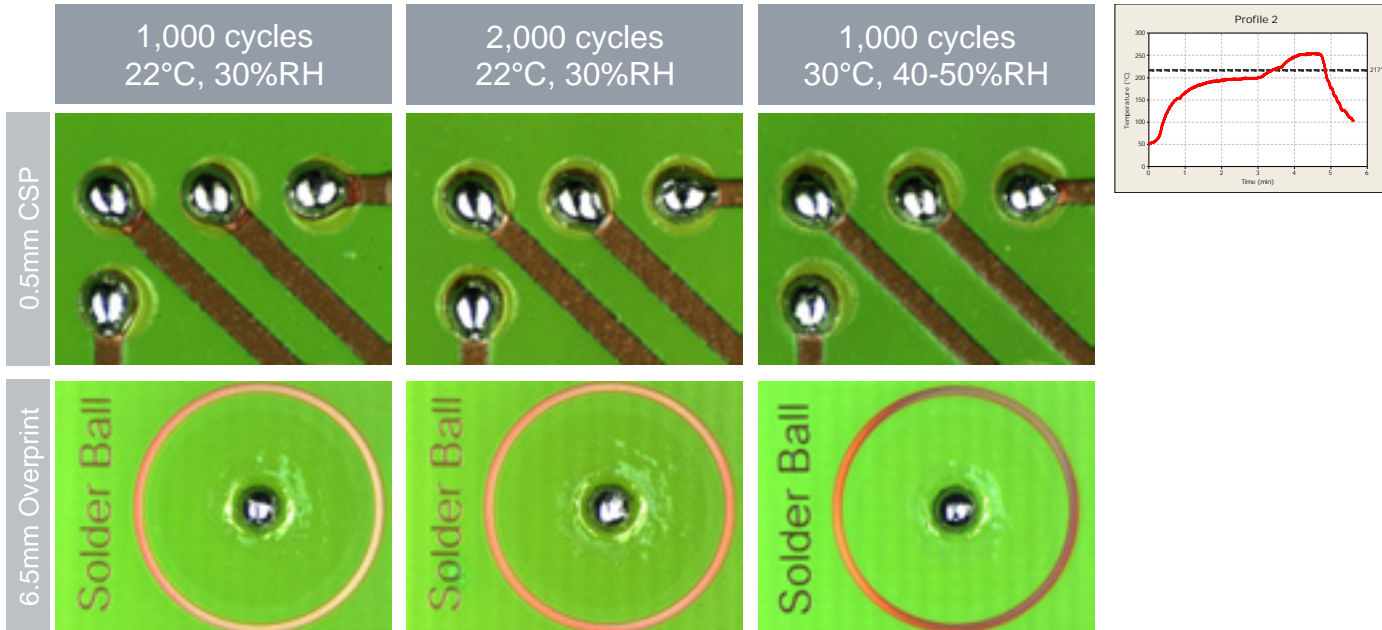 1,000 cycles
22°C, 30%RH
2,000 cycles
22°C, 30%RH
1,000 cycles
30°C, 40-50%RH
Profile 2
Temperature (°C)
300
250
200
150
100
50
0
217°
0 1 2 3 4 5 6
Time (min)
0.5mm CSP
6.5mm Overprint
Solder Ball
Solder Ball
Solder Ball